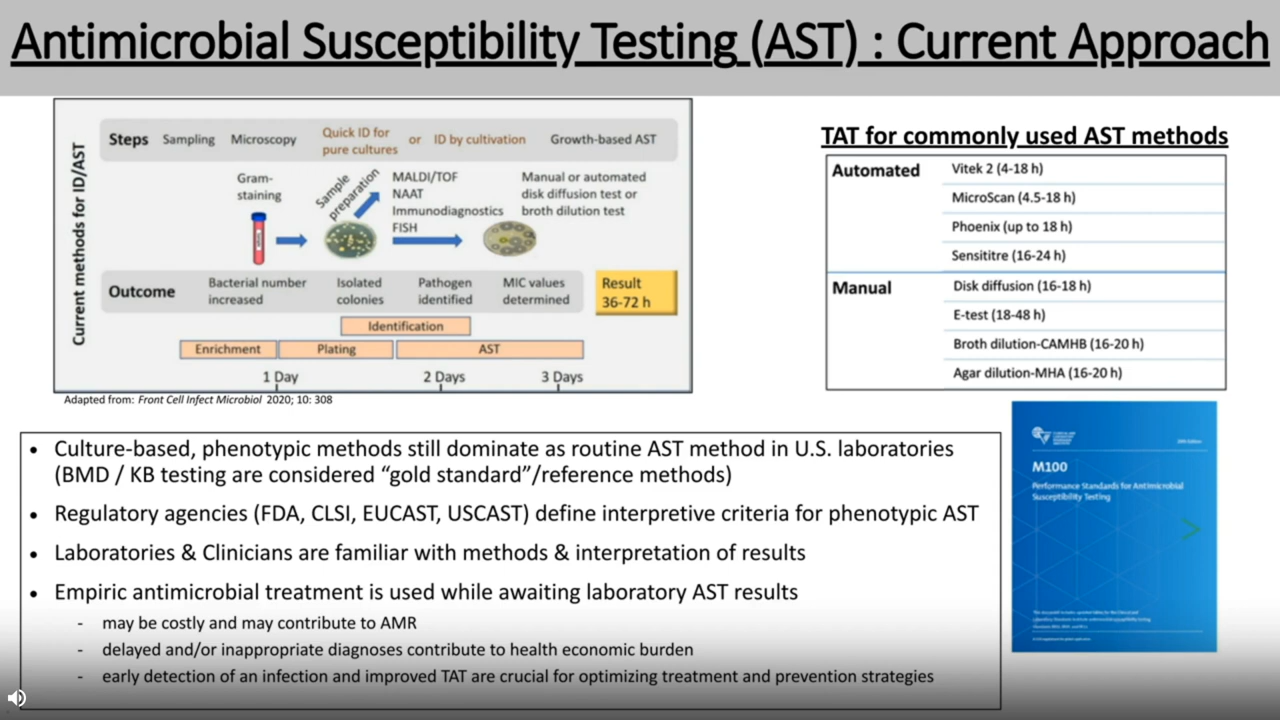 Antimicrobial Susceptibility Testing (AST) : Current Approach
Current methods for ID/AST
Steps Sampling Microscopy Quick ID for pure cultures or ID by cultivation Growth-based AST
Gram-
staining
Sample
preparation
MALDI/TOF
NAAT
Immunodiagnostics
FISH
Manual or automated
disk diffusion test or
broth dilution test
Outcome
Bacterial number
increased
Isolated
colonies
Pathogen
identified
MIC values
determined
Result
36-72 h
Identification
Enrichment Plating AST
1 Day 2 Days 3 Days
Adapted from: Front Cell Infect Microbiol 2020; 10: 308
TAT for commonly used AST methods
Automated Vitek 2 (4-18 h)
MicroScan (4.5-18 h)
Phoenix (up to 18 h)
Sensititre (16-24 h)
Manual Disk diffusion (16-18 h)
E-test (18-48 h)
Broth dilution-CAMHB (16-20 h)
Agar dilution-MHA (16-20 h)
• Culture-based, phenotypic methods still dominate as routine AST method in U.S. laboratories
(BMD / KB testing are considered “gold standard”/reference methods)
• Regulatory agencies (FDA, CLSI, EUCAST, USCAST) define interpretive criteria for phenotypic AST
• Laboratories & Clinicians are familiar with methods & interpretation of results
• Empiric antimicrobial treatment is used while awaiting laboratory AST results
- may be costly and may contribute to AMR
- delayed and/or inappropriate diagnoses contribute to health economic burden
- early detection of an infection and improved TAT are crucial for optimizing treatment and prevention strategies
M100
Performance Standards for Antimicrobial
Susceptibility Testing